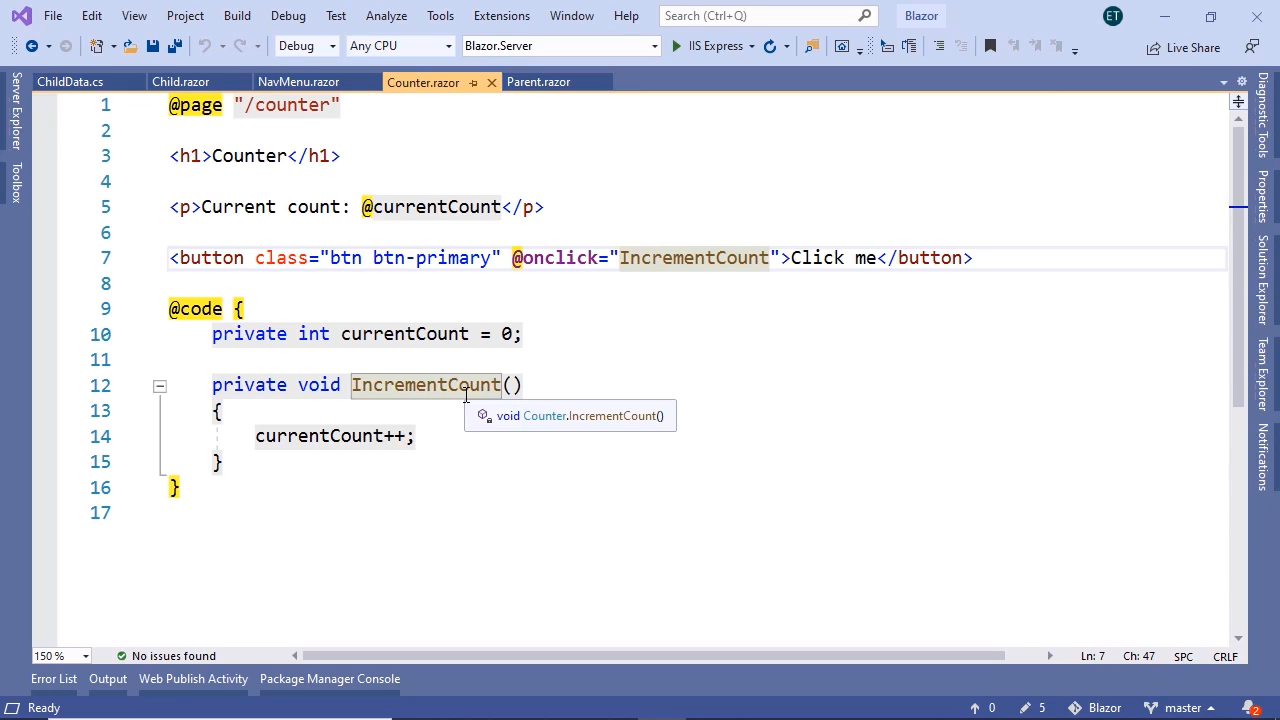 File Edit View Git Project Build Debug Test Analyze Tools Extensions Window Help Search (Ctrl+Q) Blazor ET
Debug Any CPU Blazor.Server IIS Express Live Share
ChildData.cs Child.razor NavMenu.razor Counter.razor Parent.razor
Server Explorer
Toolbox
1 @page "/counter"
2
3 <h1>Counter</h1>
4
5 <p>Current count: @currentCount</p>
6
7 <button class="btn btn-primary" @onclick="IncrementCount">Click me</button>
8
9 @code {
10 private int currentCount = 0;
11
12 private void IncrementCount()
13 {
void Counter.IncrementCount()
14 currentCount++;
15 }
16 }
17
Diagnostic Tools
Properties
Solution Explorer
Team Explorer
Notifications
150 % No issues found Ln: 7 Ch: 47 SPC CRLF
Error List Output Web Publish Activity Package Manager Console
Ready 0 5 Blazor master 2